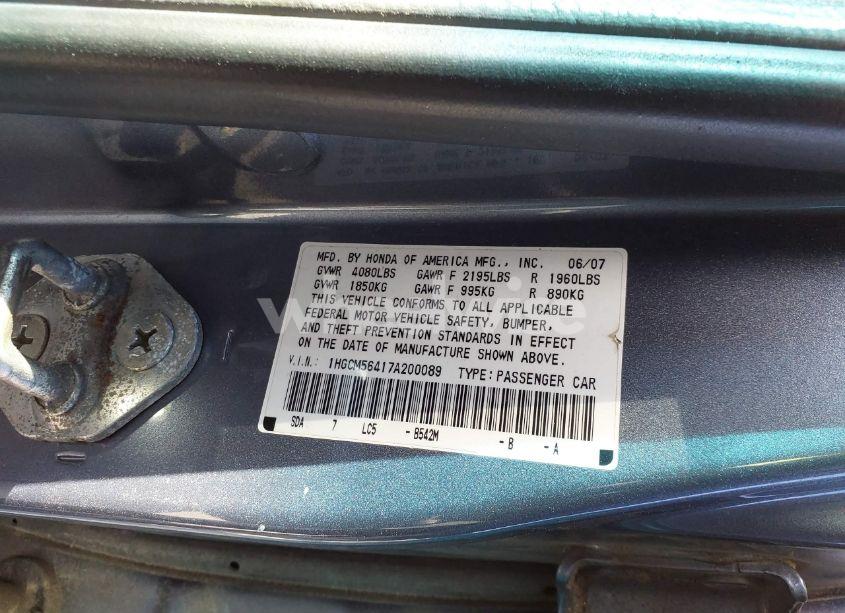 MFD. BY HONDA OF AMERICA MFG., INC. 06/07
GVWR 4080LBS GAWR F 2195LBS R 1960LBS
GVWR 1850KG GAWR F 995KG R 890KG
THIS VEHICLE CONFORMS TO ALL APPLICABLE
FEDERAL MOTOR VEHICLE SAFETY, BUMPER,
AND THEFT PREVENTION STANDARDS IN EFFECT
ON THE DATE OF MANUFACTURE SHOWN ABOVE.
V.I.N.: 1HGCM56417A200089 TYPE:PASSENGER CAR
SDA 7 LC5 -B542M -B -A